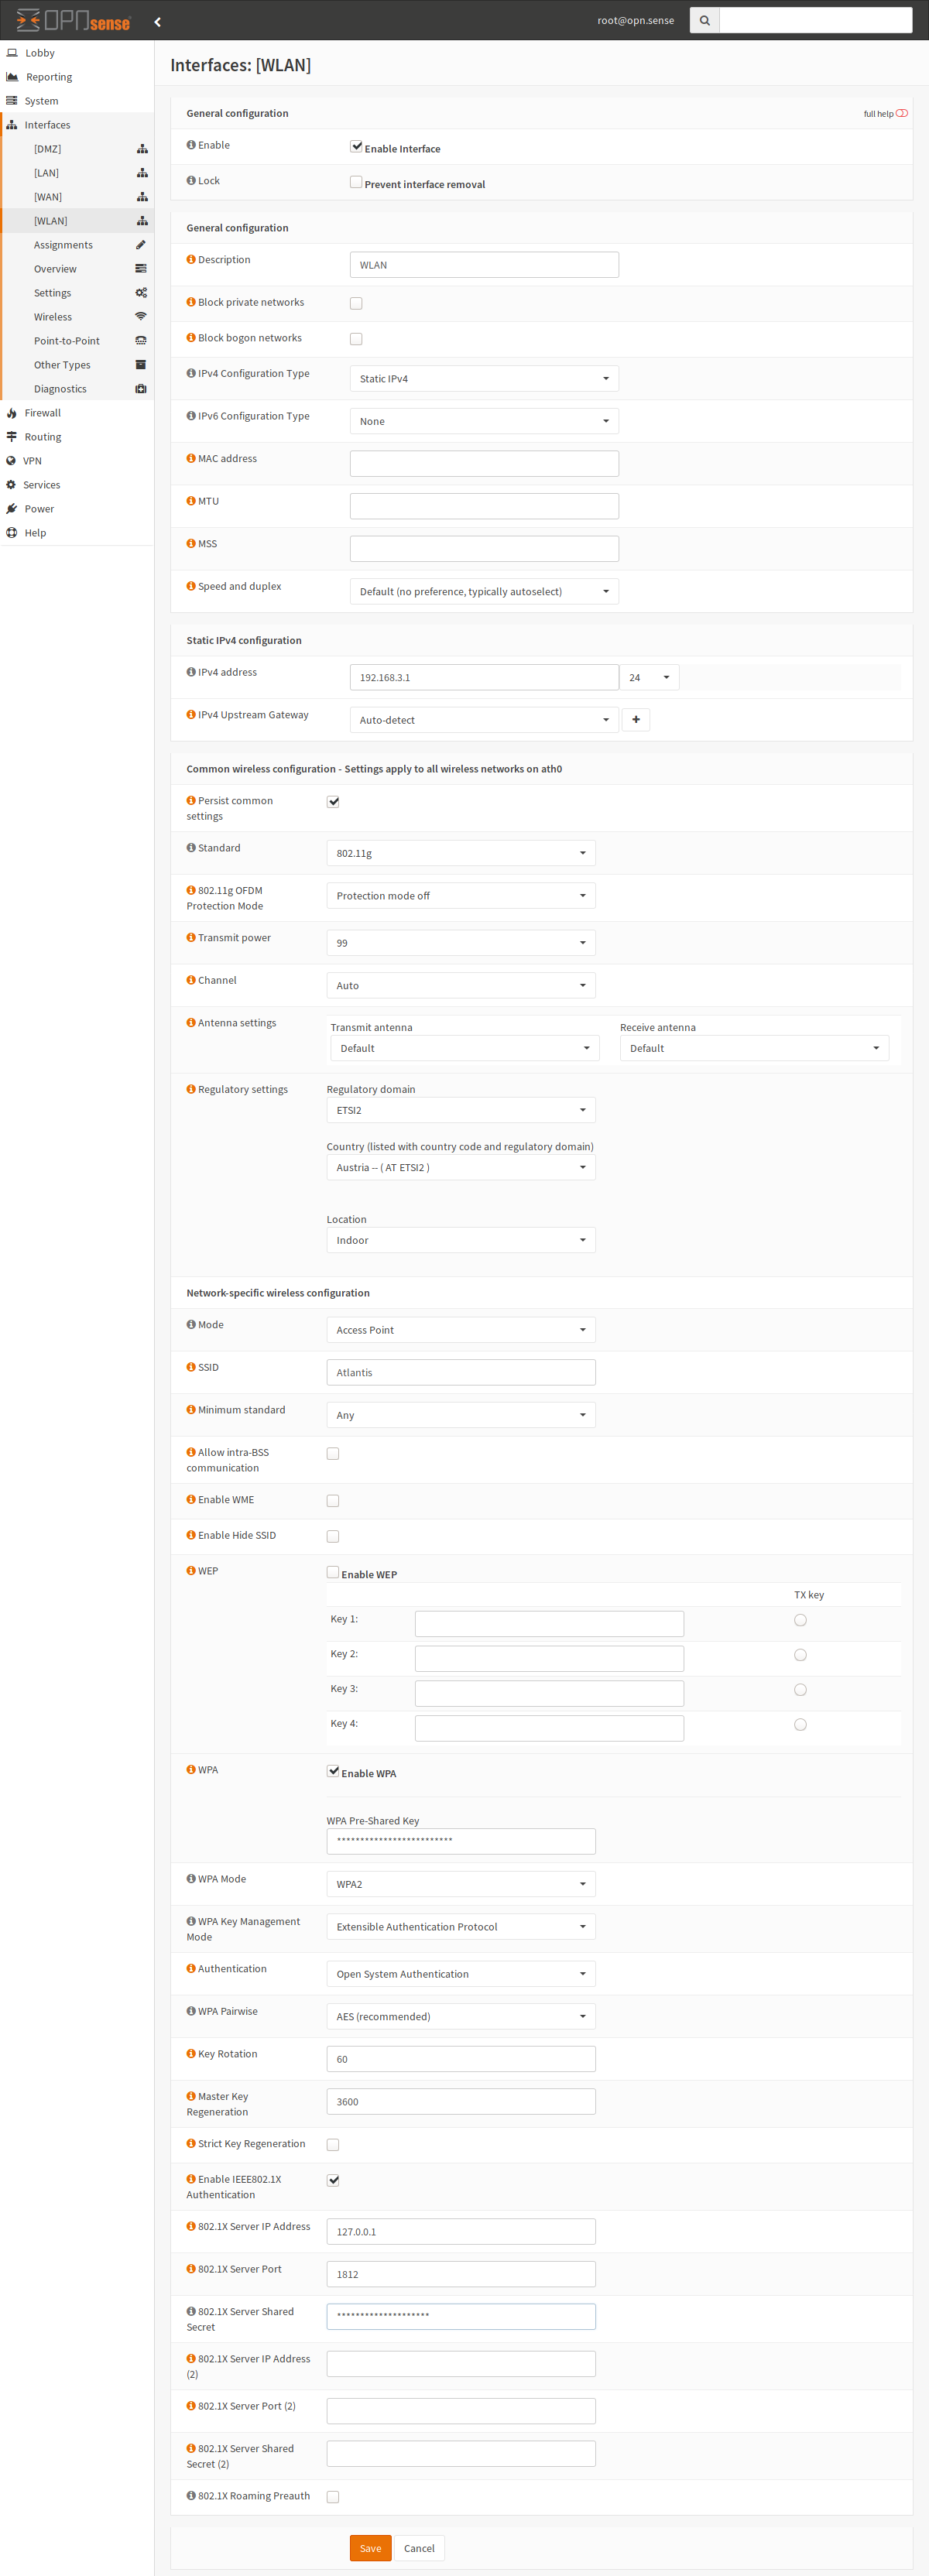 OPNsense
root@opn.sense
Lobby
Reporting
System
Interfaces
[DMZ]
[LAN]
[WAN]
[WLAN]
Assignments
Overview
Settings
Wireless
Point-to-Point
Other Types
Diagnostics
Firewall
Routing
VPN
Services
Power
Help
Interfaces: [WLAN]
General configuration full help
Enable Enable Interface
Lock Prevent interface removal
General configuration
Description WLAN
Block private networks
Block bogon networks
IPv4 Configuration Type Static IPv4
IPv6 Configuration Type None
MAC address
MTU
MSS
Speed and duplex Default (no preference, typically autoselect)
Static IPv4 configuration
IPv4 address 192.168.3.1 24
IPv4 Upstream Gateway Auto-detect
Common wireless configuration - Settings apply to all wireless networks on ath0
Persist common
settings
Standard 802.11g
802.11g OFDM
Protection Mode Protection mode off
Transmit power 99
Channel Auto
Antenna settings Transmit antenna Receive antenna
Default Default
Regulatory settings Regulatory domain
ETSI2
Country (listed with country code and regulatory domain)
Austria -- ( AT ETSI2 )
Location
Indoor
Network-specific wireless configuration
Mode Access Point
SSID Atlantis
Minimum standard Any
Allow intra-BSS
communication
Enable WME
Enable Hide SSID
WEP Enable WEP
TX key
Key 1:
Key 2:
Key 3:
Key 4:
WPA Enable WPA
WPA Pre-Shared Key
*************************
WPA Mode WPA2
WPA Key Management
Mode Extensible Authentication Protocol
Authentication Open System Authentication
WPA Pairwise AES (recommended)
Key Rotation 60
Master Key
Regeneration 3600
Strict Key Regeneration
Enable IEEE802.1X
Authentication
802.1X Server IP Address 127.0.0.1
802.1X Server Port 1812
802.1X Server Shared
Secret ********************
802.1X Server IP Address
(2)
802.1X Server Port (2)
802.1X Server Shared
Secret (2)
802.1X Roaming Preauth
Save Cancel